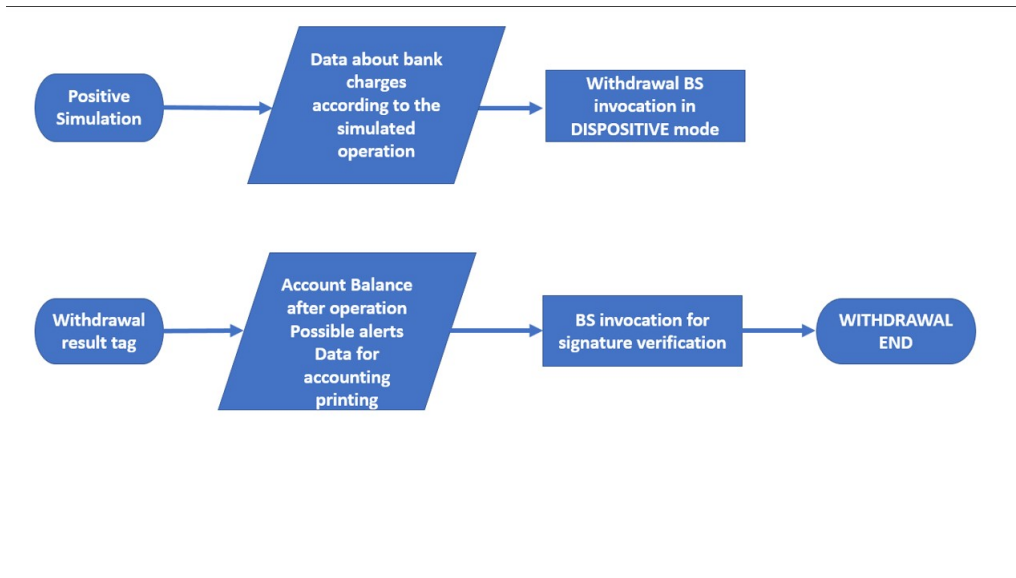 Positive
Simulation
Data about bank
charges
according to the
simulated
operation
Withdrawal BS
invocation in
DISPOSITIVE mode
Withdrawal
result tag
Account Balance
after operation
Possible alerts
Data for
accounting
printing
BS invocation for
signature verification
WITHDRAWAL
END